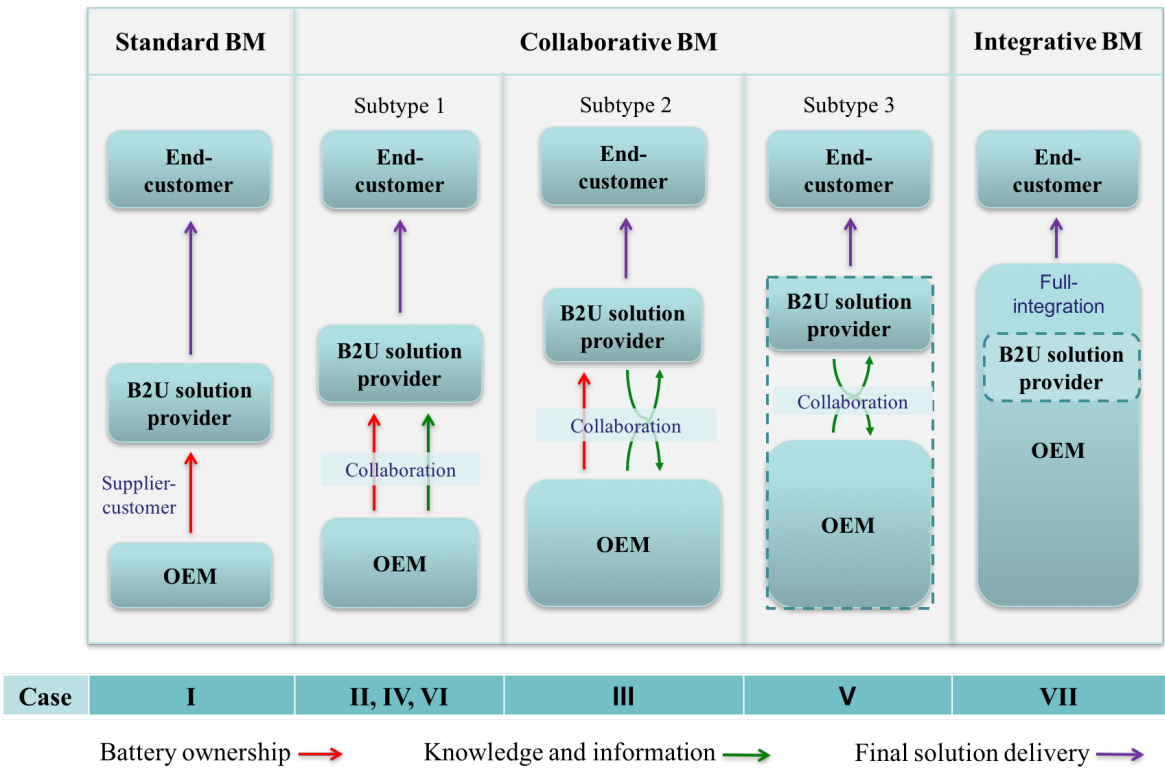 Standard BM
Collaborative BM
Integrative BM
Subtype 1
Subtype 2
Subtype 3
End-
customer
B2U solution
provider
Supplier-
customer
OEM
End-
customer
B2U solution
provider
Collaboration
OEM
End-
customer
B2U solution
provider
Collaboration
OEM
End-
customer
B2U solution
provider
Collaboration
OEM
End-
customer
Full-
integration
B2U solution
provider
OEM
Case
I
II, IV, VI
III
V
VII
Battery ownership
Knowledge and information
Final solution delivery